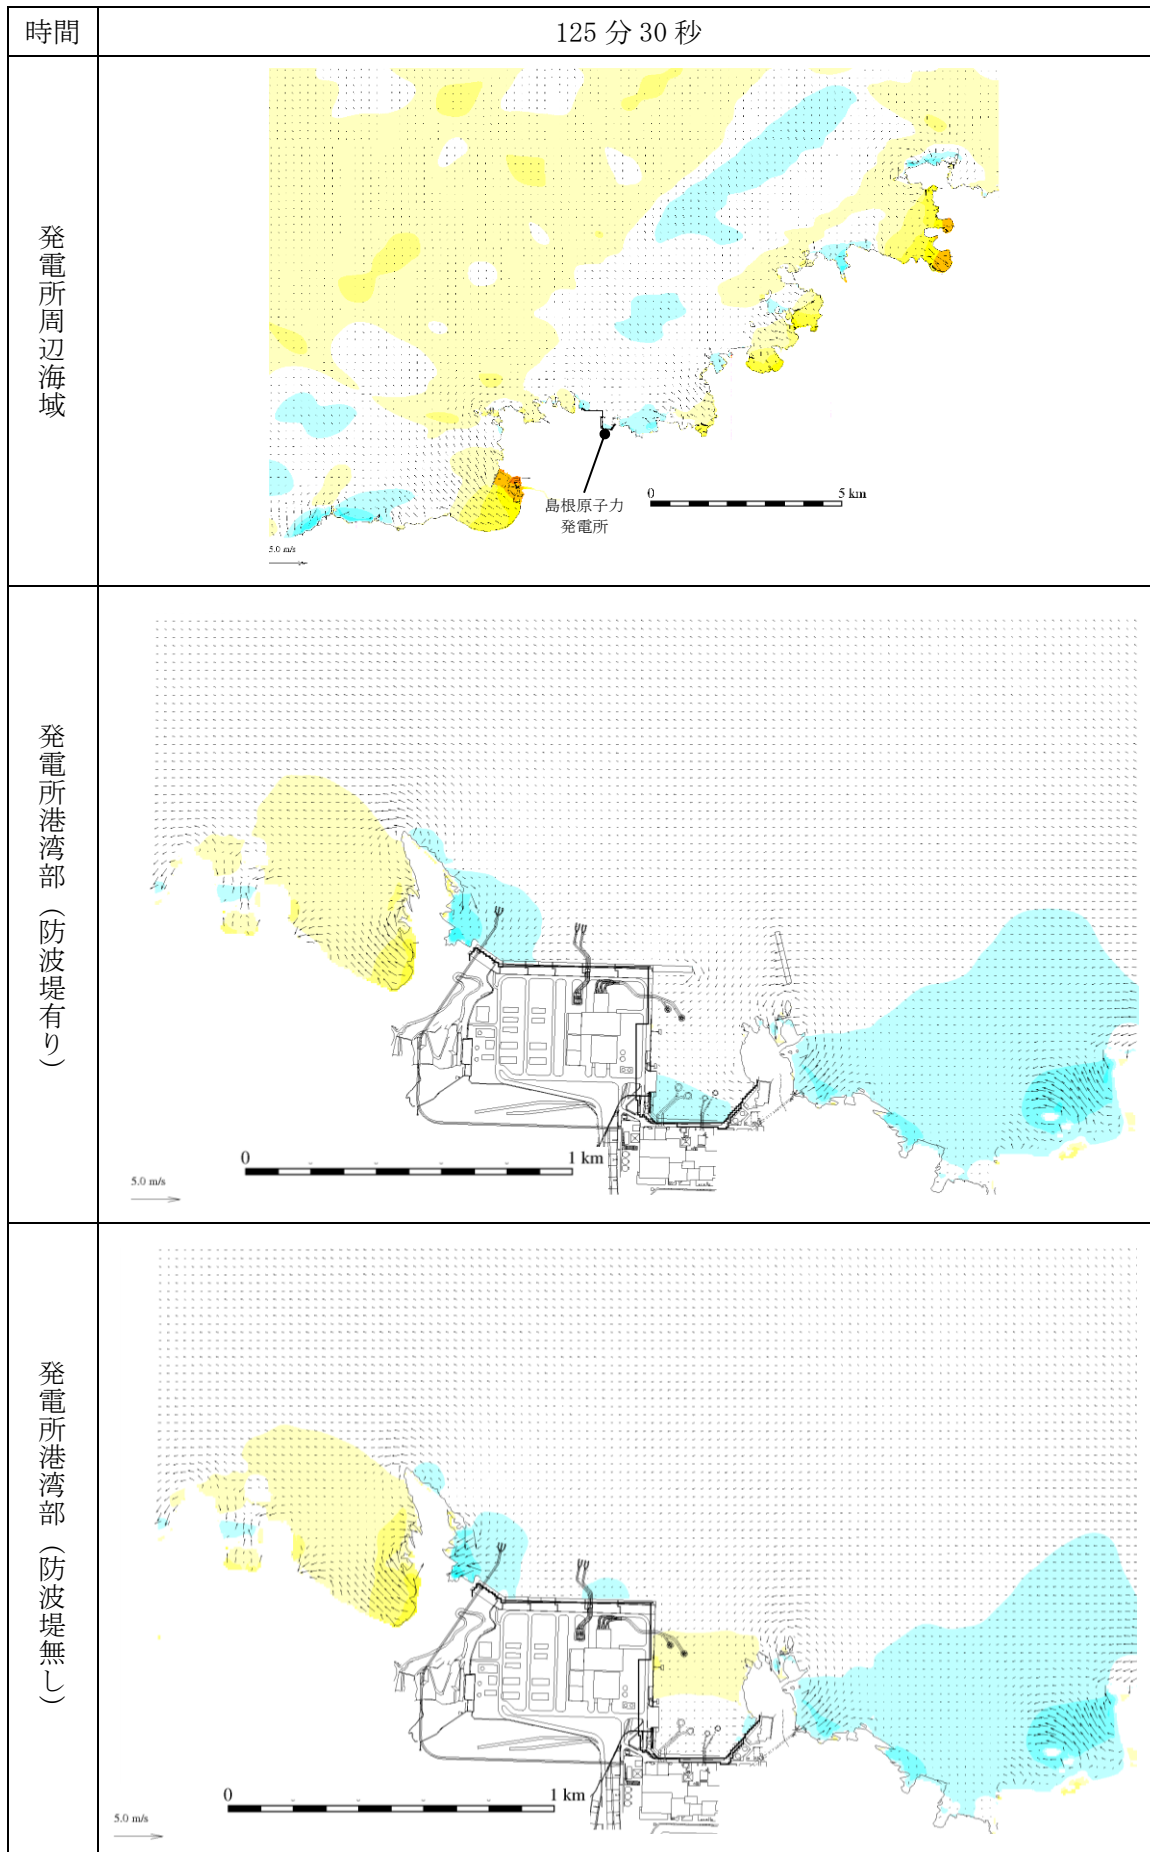 時間
125 分 30 秒
発電所周辺海域
島根原子力
発電所
0 5 km
5.0 m/s
発電所港湾部（防波堤有り）
0 1 km
5.0 m/s
発電所港湾部（防波堤無し）
0 1 km
5.0 m/s